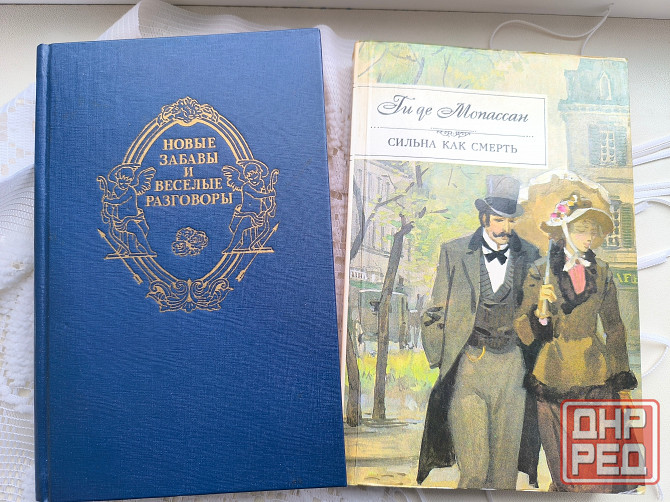 НОВЫЕ
ЗАБАВЫ
И
ВЕСЕЛЫЕ
РАЗГОВОРЫ
Ги де Мопассан
СИЛЬНА КАК СМЕРТЬ
ДНР
РЕД